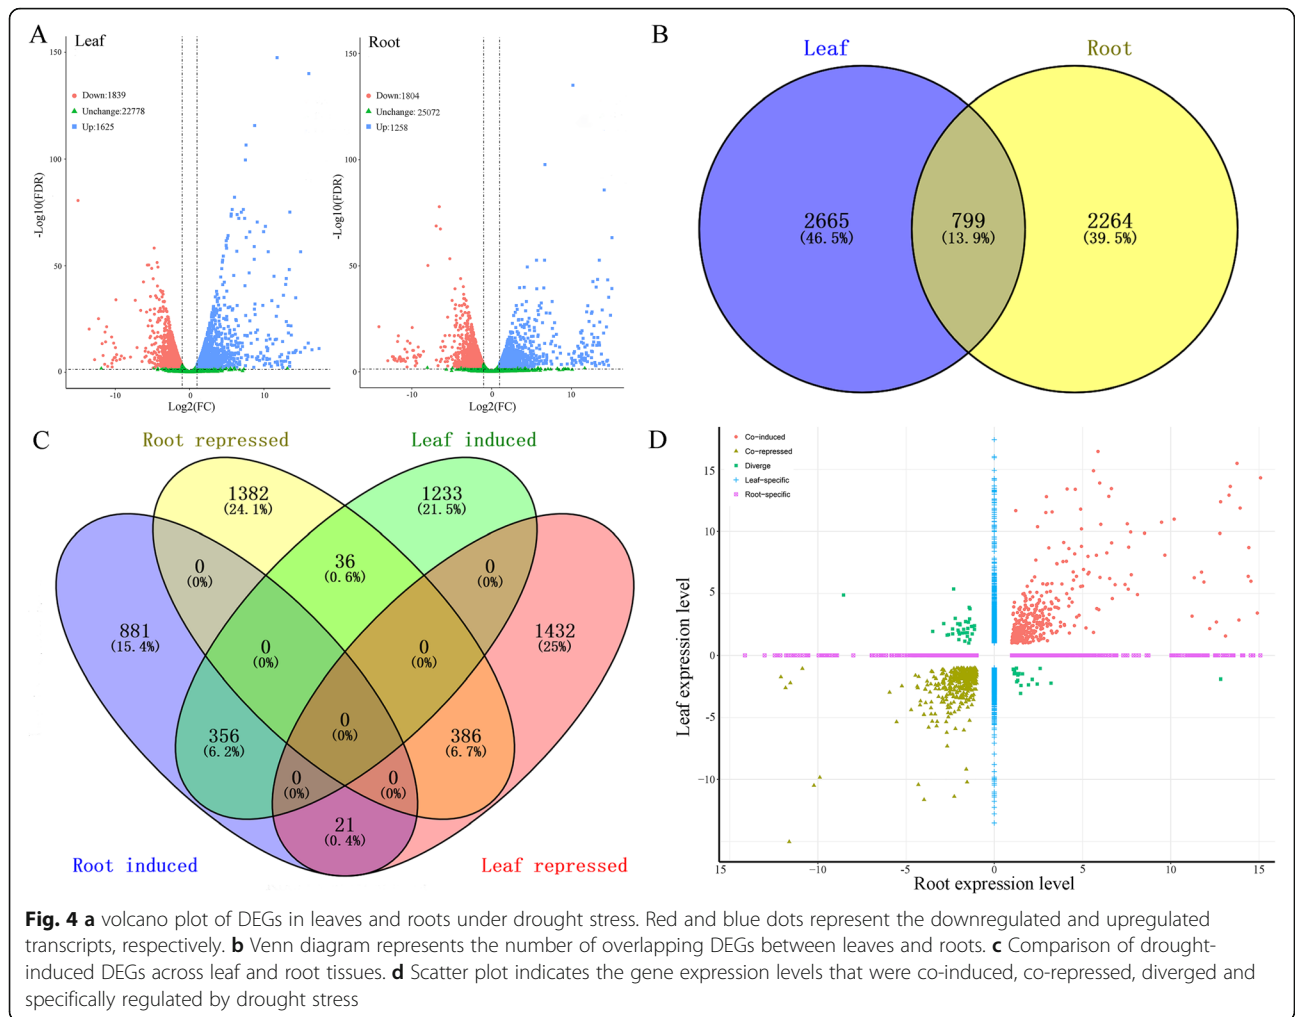 A
Leaf
150
Down:1839
Unchange:22778
Up:1625
100
-Log10(FDR)
50
0
-10
0
10
Log2(FC)
Root
150
Down:1804
Unchange: 25072
Up:1258
100
-Log10(FDR)
50
0
-10
0
10
Log2(FC)
B
Leaf
Root
2665
(46.5%)
799
(13.9%)
2264
(39.5%)
C
Root repressed
Leaf induced
1382
(24.1%)
1233
(21.5%)
0
(0%)
36
(0.6%)
0
(0%)
881
(15.4%)
0
(0%)
0
(0%)
1432
(25%)
356
(6.2%)
0
(0%)
386
(6.7%)
0
(0%)
0
(0%)
21
(0.4%)
Root induced
Leaf repressed
D
Co-induced
Co-repressed
Diverge
Leaf-specific
Root-specific
15
10
5
0
-5
-10
Leaf expression level
15
-10
-5
0
5
10
15
Root expression level
Fig. 4 a volcano plot of DEGs in leaves and roots under drought stress. Red and blue dots represent the downregulated and upregulated
transcripts, respectively. b Venn diagram represents the number of overlapping DEGs between leaves and roots. c Comparison of drought-
induced DEGs across leaf and root tissues. d Scatter plot indicates the gene expression levels that were co-induced, co-repressed, diverged and
specifically regulated by drought stress